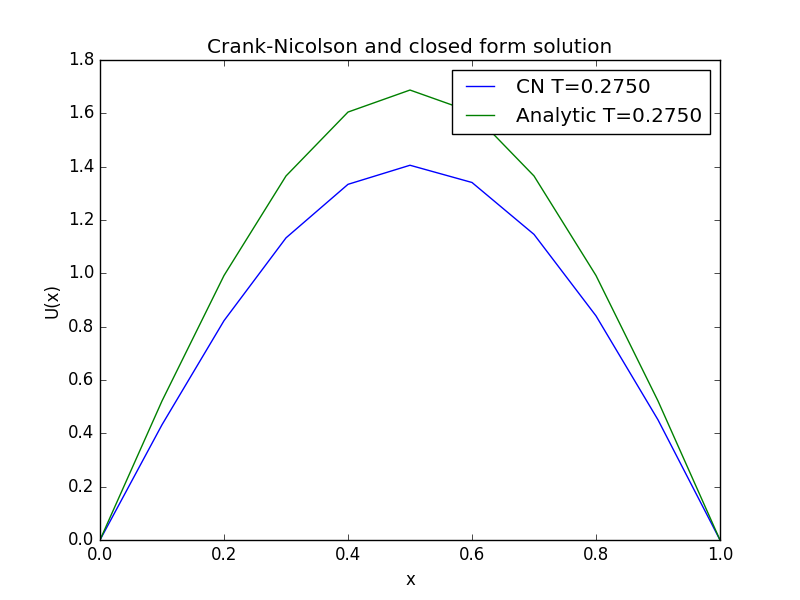 Crank-Nicolson and closed form solution
1.8
1.6
1.4
1.2
1.0
0.8
0.6
0.4
0.2
0.0
U(x)
CN T=0.2750
Analytic T=0.2750
0.0 0.2 0.4 0.6 0.8 1.0
x